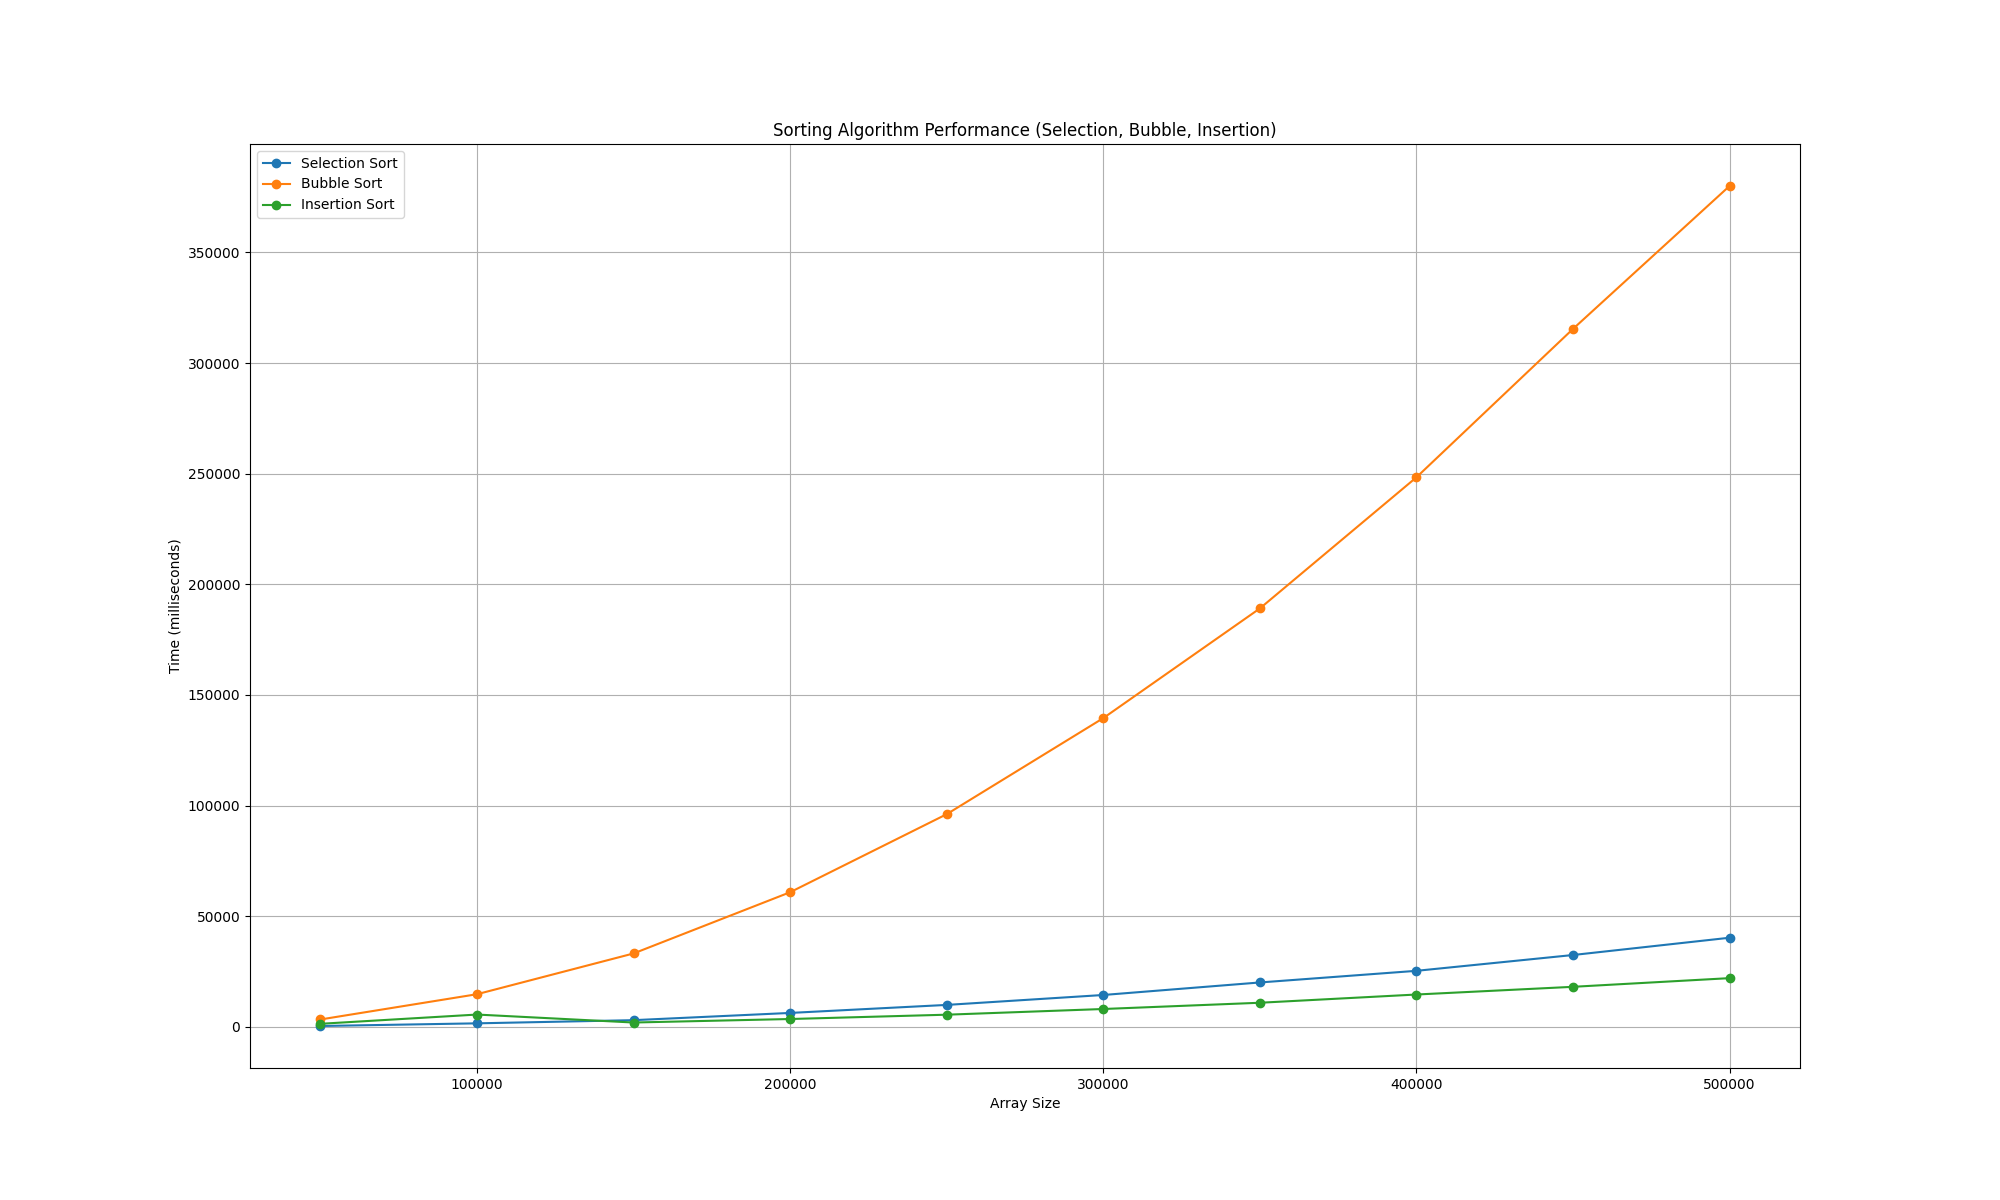 Sorting Algorithm Performance (Selection, Bubble, Insertion)
Selection Sort
Bubble Sort
Insertion Sort
350000
300000
250000
200000
150000
100000
50000
0
Time (milliseconds)
100000 200000 300000 400000 500000
Array Size